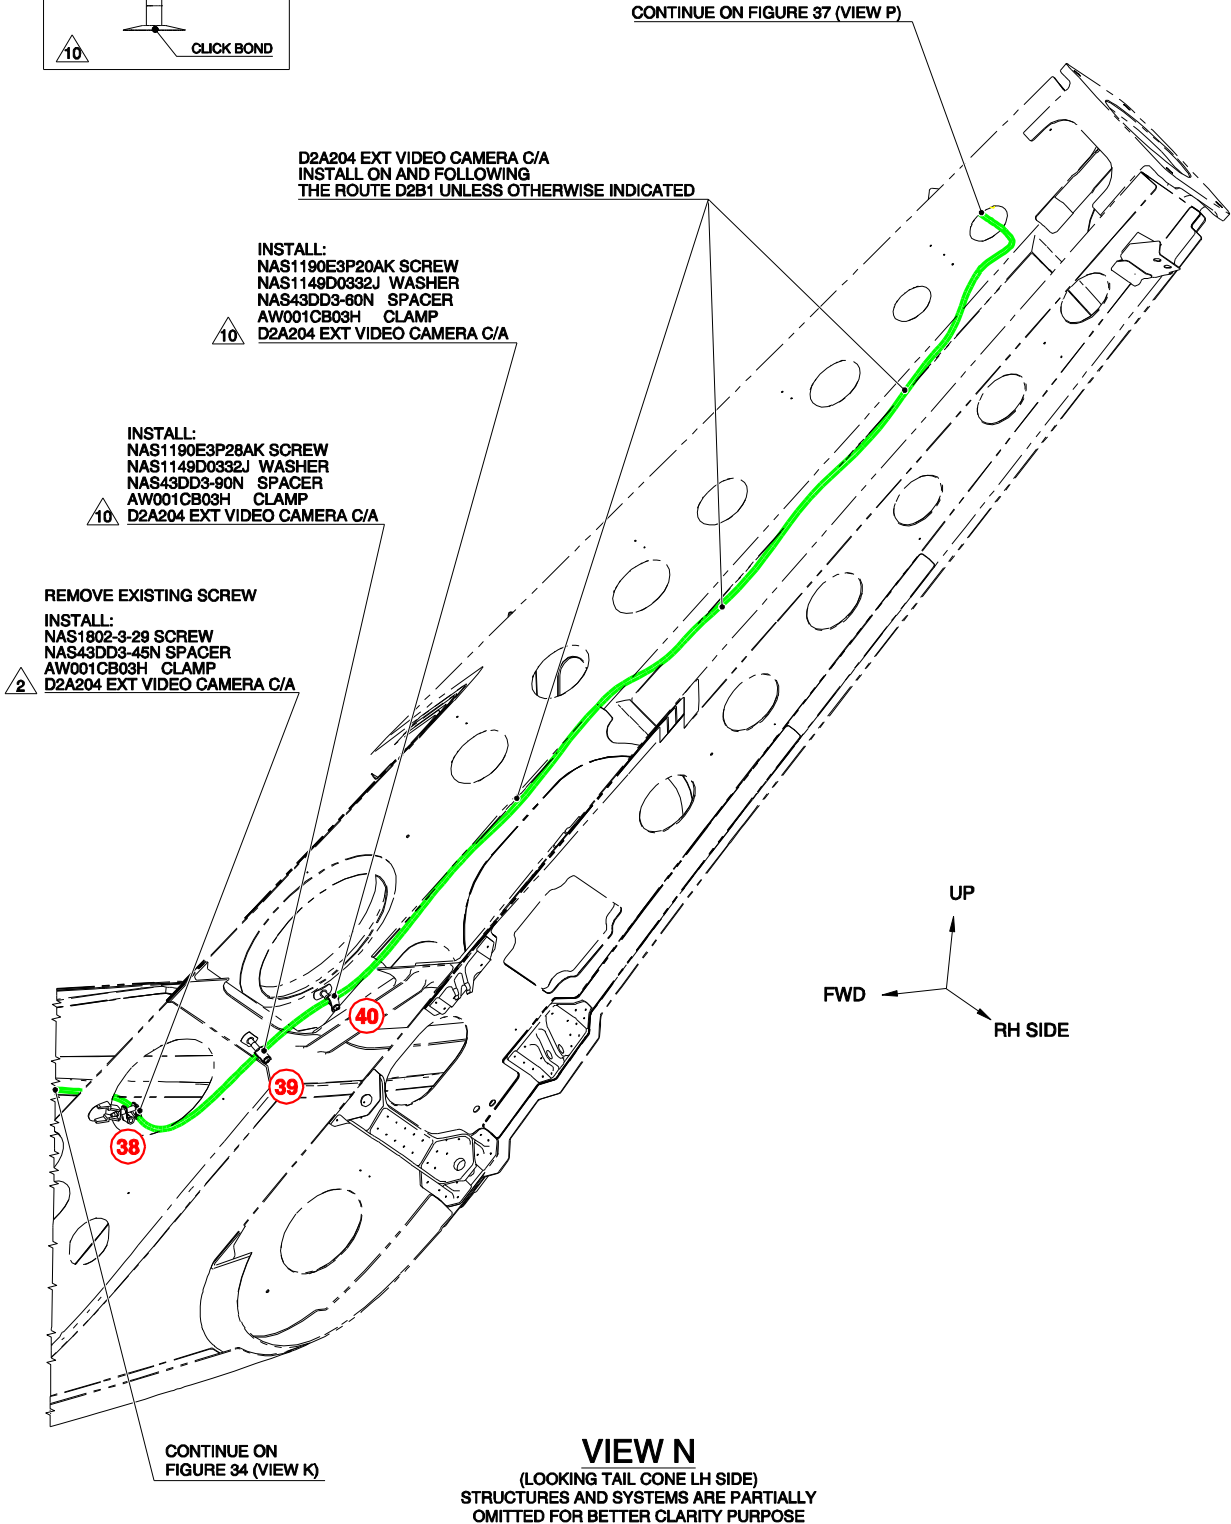 10
CLICK BOND
CONTINUE ON FIGURE 37 (VIEW P)
D2A204 EXT VIDEO CAMERA C/A
INSTALL ON AND FOLLOWING
THE ROUTE D2B1 UNLESS OTHERWISE INDICATED
INSTALL:
NAS1190E3P20AK SCREW
NAS1149D0332J WASHER
NAS43DD3-60N SPACER
AW001CB03H CLAMP
10 D2A204 EXT VIDEO CAMERA C/A
INSTALL:
NAS1190E3P28AK SCREW
NAS1149D0332J WASHER
NAS43DD3-90N SPACER
AW001CB03H CLAMP
10 D2A204 EXT VIDEO CAMERA C/A
REMOVE EXISTING SCREW
INSTALL:
NAS1802-3-29 SCREW
NAS43DD3-45N SPACER
AW001CB03H CLAMP
2 D2A204 EXT VIDEO CAMERA C/A
UP
FWD
RH SIDE
40
39
38
CONTINUE ON
FIGURE 34 (VIEW K)
VIEW N
(LOOKING TAIL CONE LH SIDE)
STRUCTURES AND SYSTEMS ARE PARTIALLY
OMITTED FOR BETTER CLARITY PURPOSE